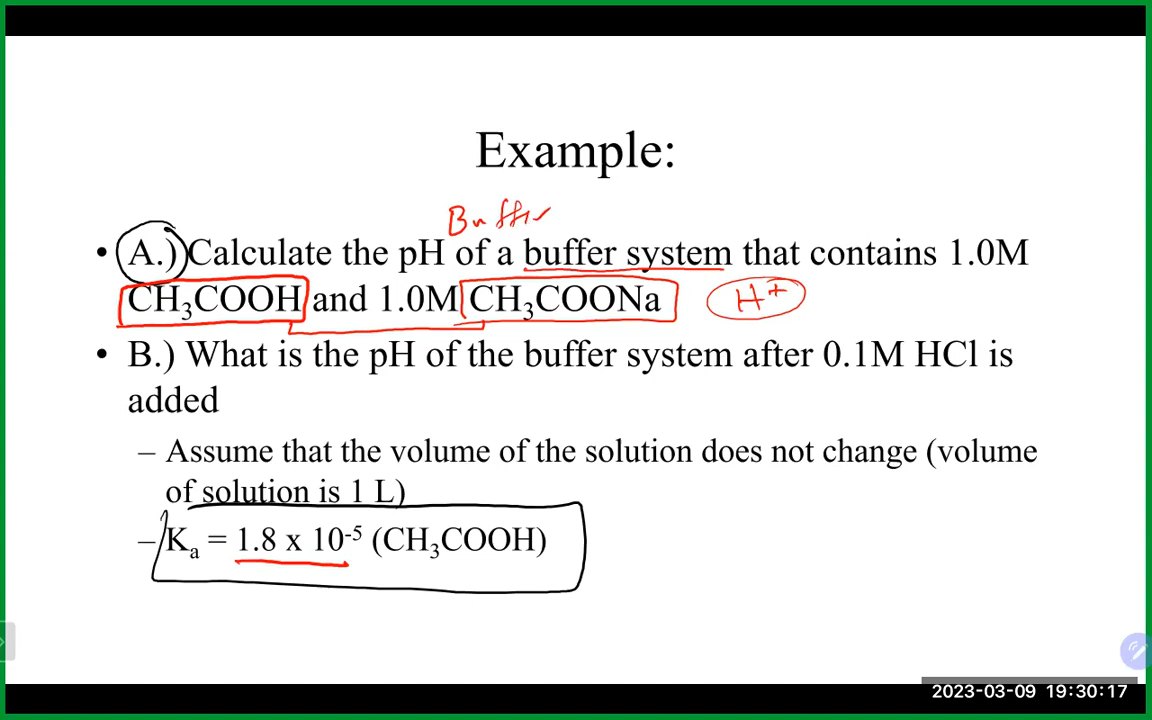 Example:
Buffer
• A.) Calculate the pH of a buffer system that contains 1.0M
CH₃COOH and 1.0M CH₃COONa H+
• B.) What is the pH of the buffer system after 0.1M HCl is
added
– Assume that the volume of the solution does not change (volume
of solution is 1 L)
– Kₐ = 1.8 x 10⁻⁵ (CH₃COOH)
2023-03-09 19:30:17